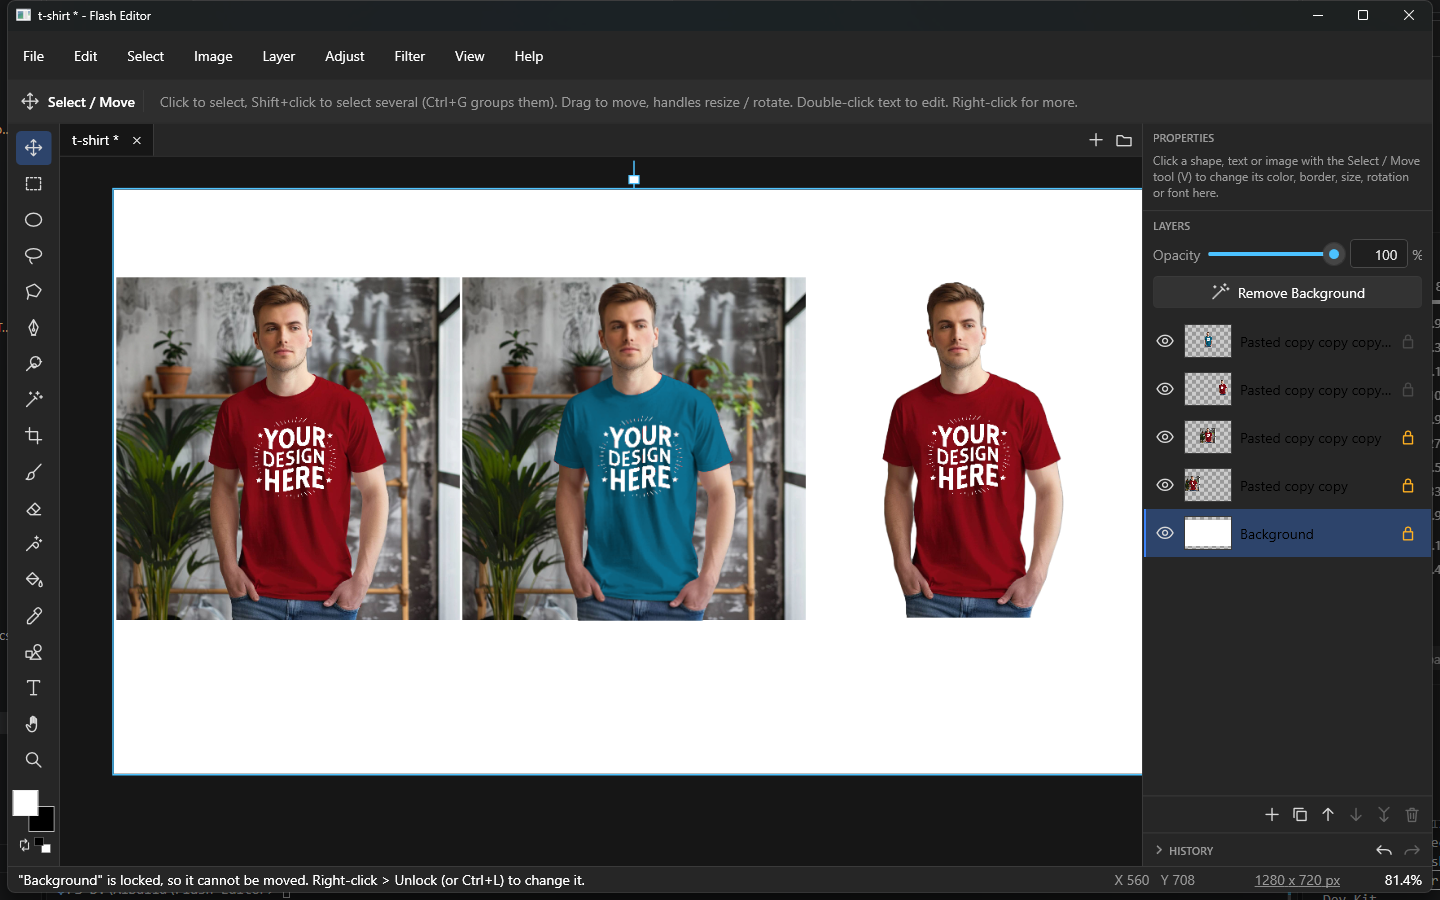 t-shirt * - Flash Editor
File Edit Select Image Layer Adjust Filter View Help
Select / Move Click to select, Shift+click to select several (Ctrl+G groups them). Drag to move, handles resize / rotate. Double-click text to edit. Right-click for more.
t-shirt *
PROPERTIES
Click a shape, text or image with the Select / Move
tool (V) to change its color, border, size, rotation
or font here.
LAYERS
Opacity 100 %
Remove Background
Pasted copy copy copy...
Pasted copy copy copy...
Pasted copy copy copy
Pasted copy copy
Background
YOUR
DESIGN
HERE
YOUR
DESIGN
HERE
YOUR
DESIGN
HERE
HISTORY
"Background" is locked, so it cannot be moved. Right-click > Unlock (or Ctrl+L) to change it.
X 560 Y 708 1280 x 720 px 81.4%